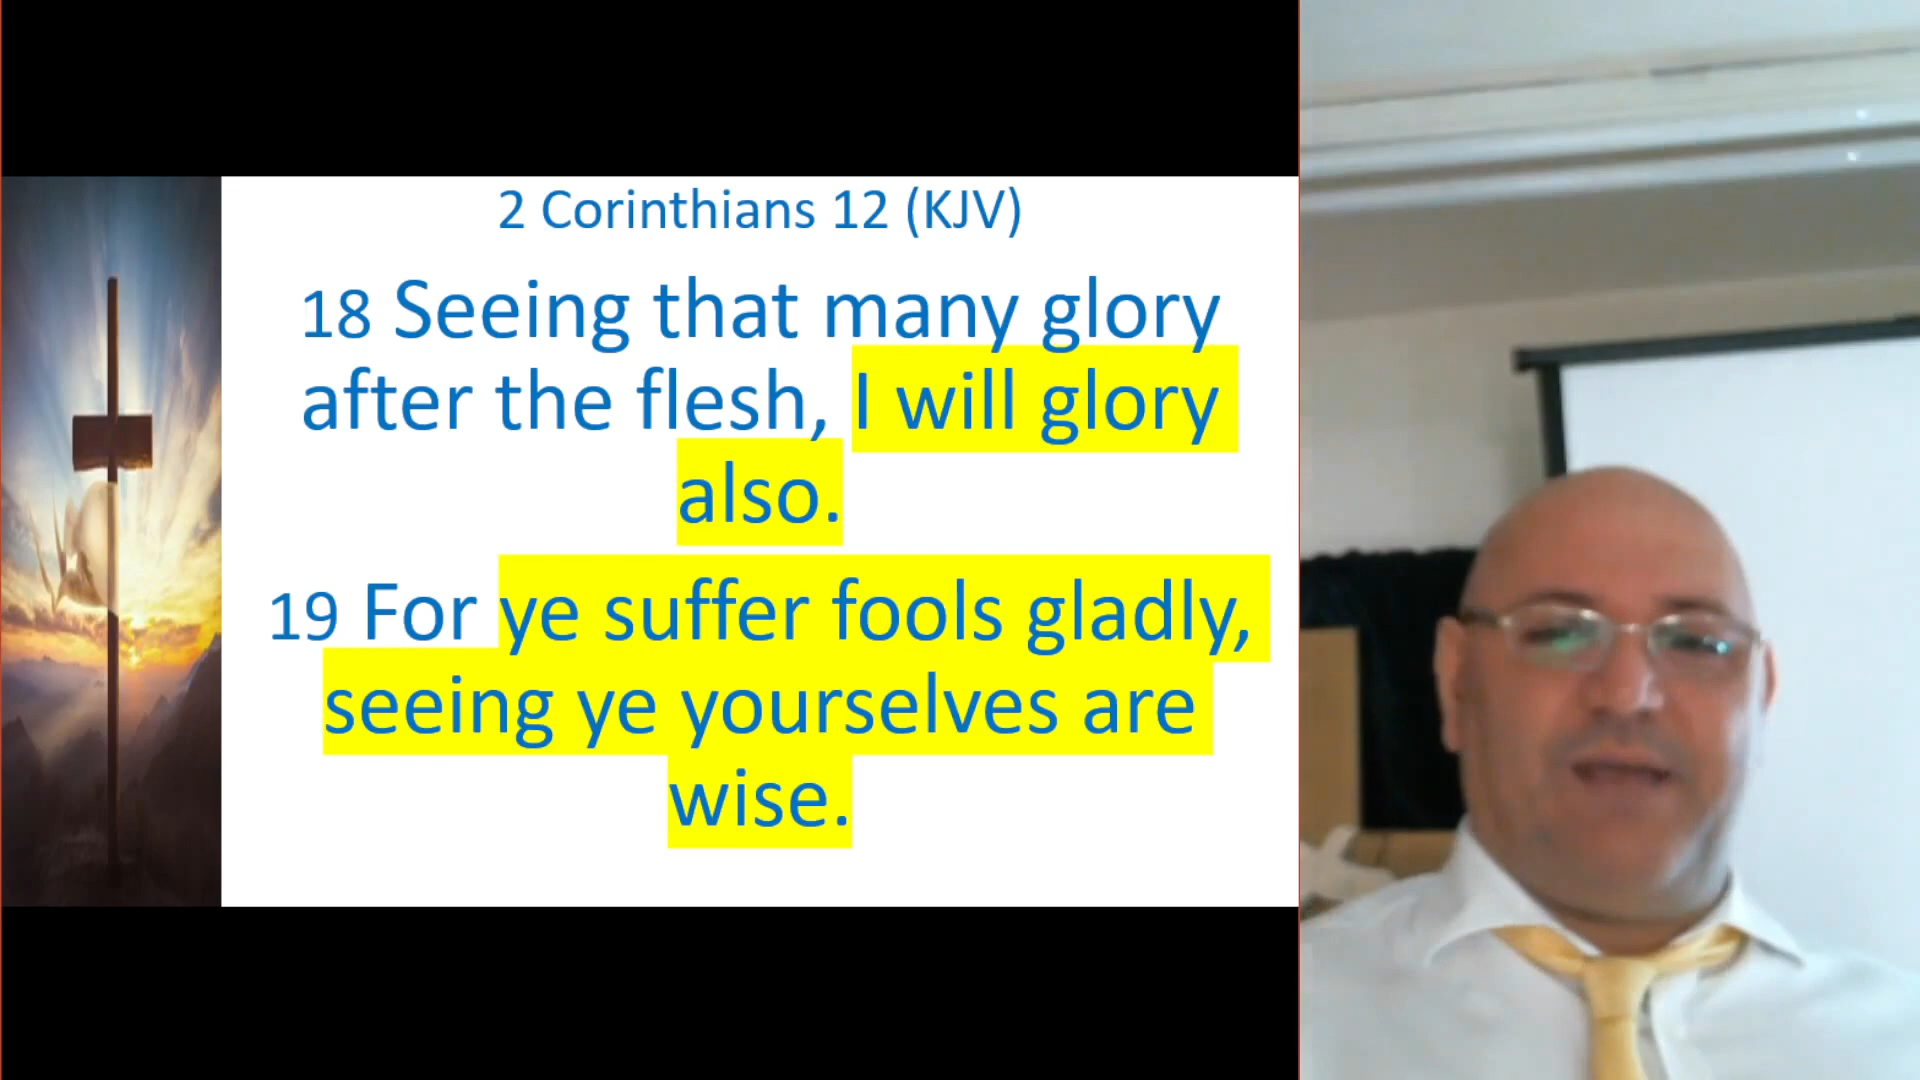 2 Corinthians 12 (KJV)
18 Seeing that many glory
after the flesh, I will glory
also.
19 For ye suffer fools gladly,
seeing ye yourselves are
wise.